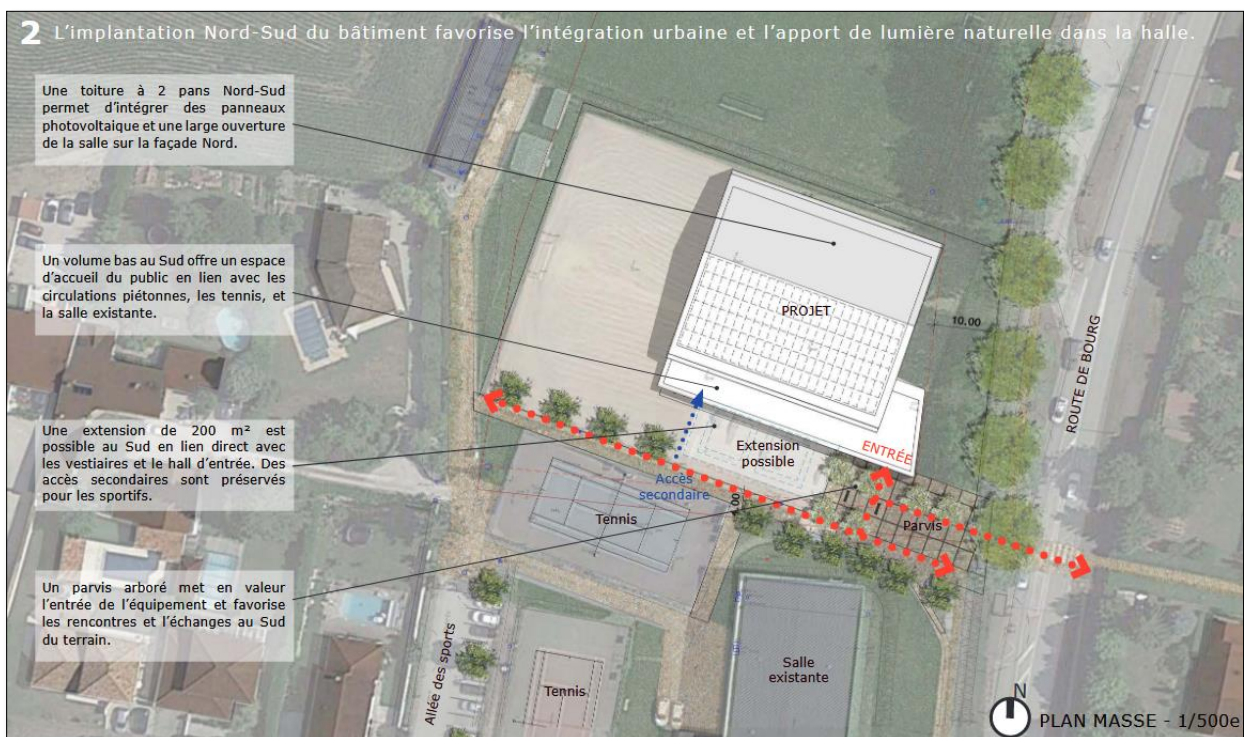 2 L'implantation Nord-Sud du bâtiment favorise l'intégration urbaine et l'apport de lumière naturelle dans la halle.
Une toiture à 2 pans Nord-Sud
permet d'intégrer des panneaux
photovoltaique et une large ouverture
de la salle sur la façade Nord.
Un volume bas au Sud offre un espace
d'accueil du public en lien avec les
circulations piétonnes, les tennis, et
la salle existante.
PROJET
10.00
ROUTE DE BOURG
Une extension de 200 m² est
possible au Sud en lien direct avec
les vestiaires et le hall d'entrée. Des
accès secondaires sont préservés
pour les sportifs.
Extension
possible
ENTRÉE
Accès
secondaire
Tennis
Parvis
Un parvis arboré met en valeur
l'entrée de l'équipement et favorise
les rencontres et l'échanges au Sud
du terrain.
Allée des sports
Tennis
Salle
existante
N
PLAN MASSE - 1/500e